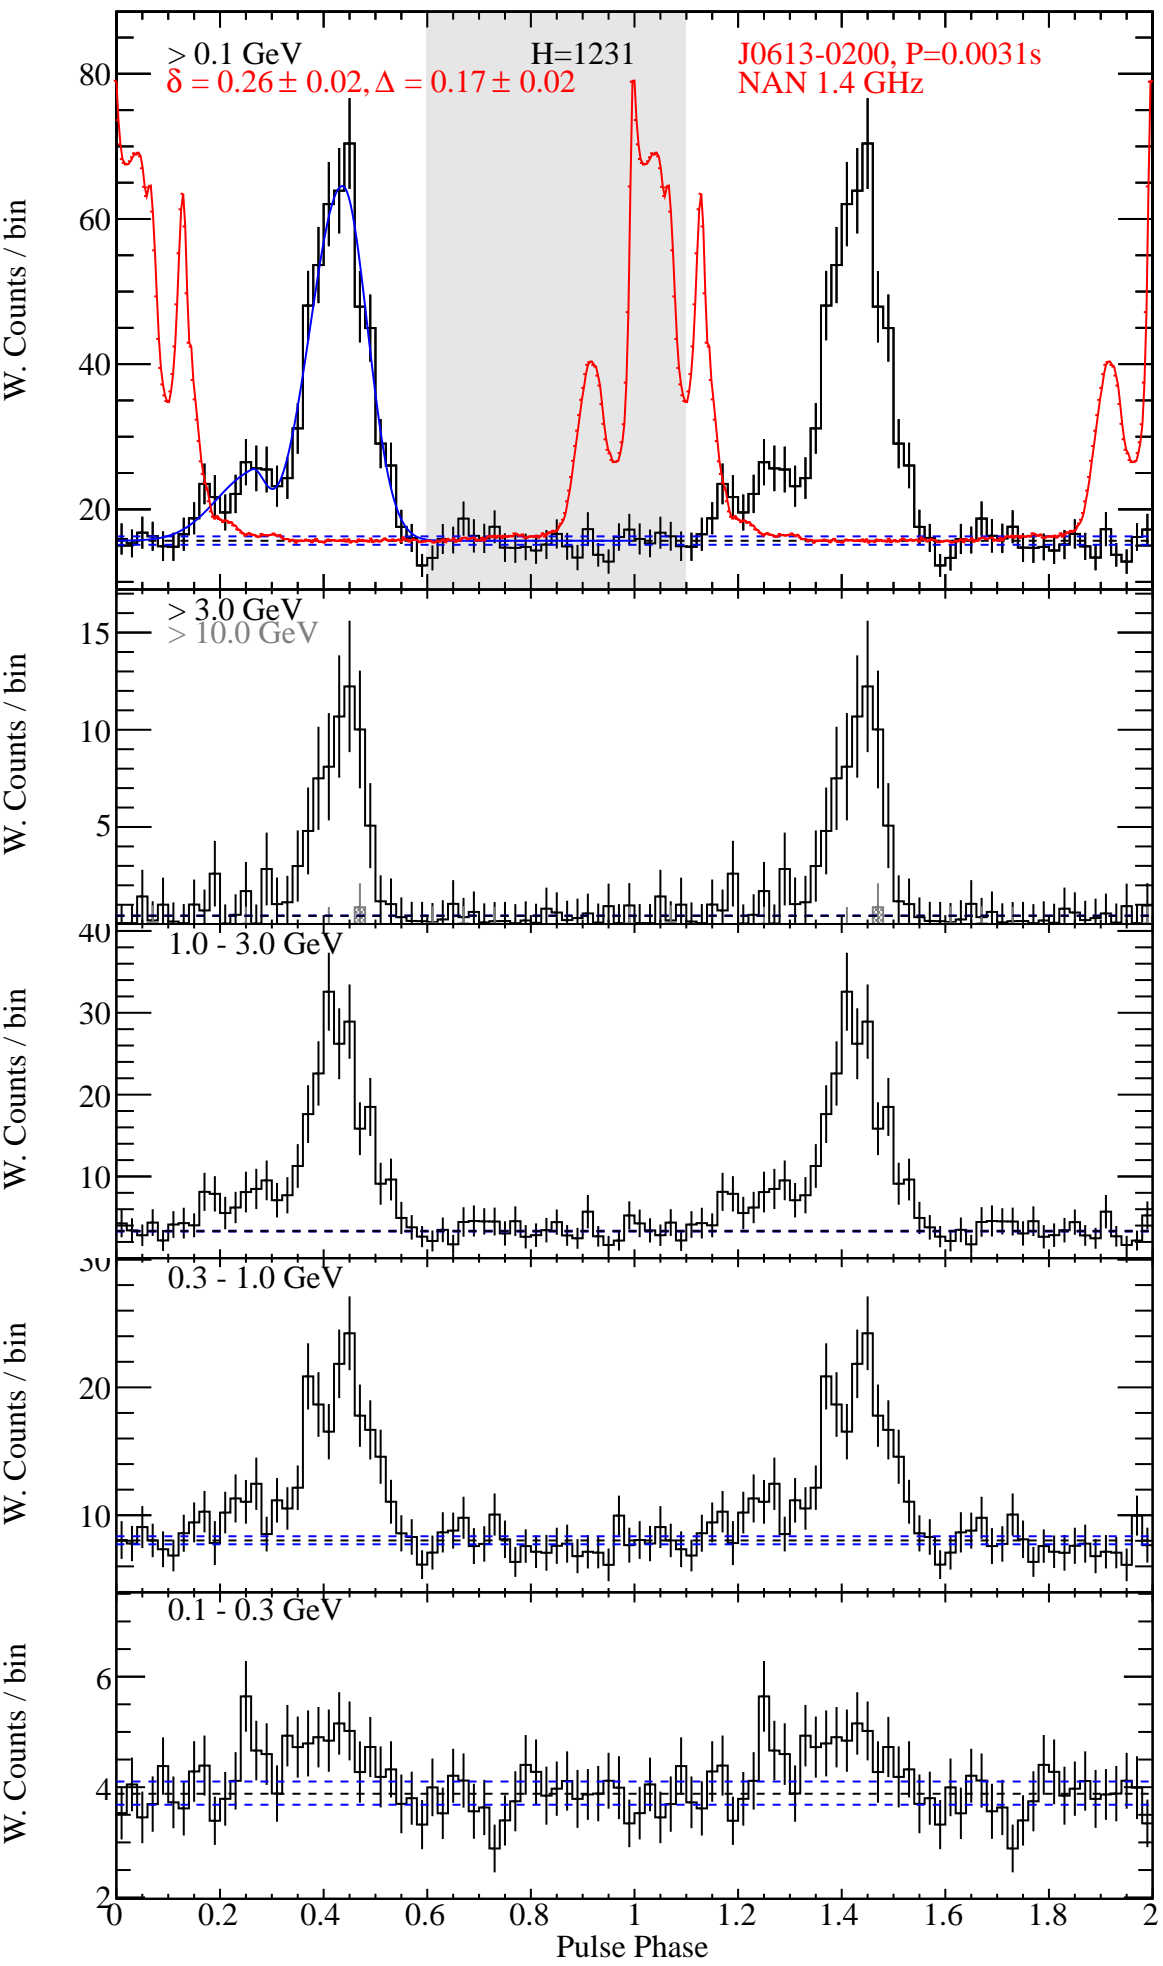 > 0.1 GeV H=1231 J0613-0200, P=0.0031s
δ = 0.26 ± 0.02, Δ = 0.17 ± 0.02 NAN 1.4 GHz
80
60
40
20
W. Counts / bin
> 3.0 GeV
> 10.0 GeV
15
10
5
W. Counts / bin
40
1.0 - 3.0 GeV
30
20
10
W. Counts / bin
30
0.3 - 1.0 GeV
20
10
W. Counts / bin
0.1 - 0.3 GeV
6
4
2
W. Counts / bin
0 0.2 0.4 0.6 0.8 1 1.2 1.4 1.6 1.8 2
Pulse Phase